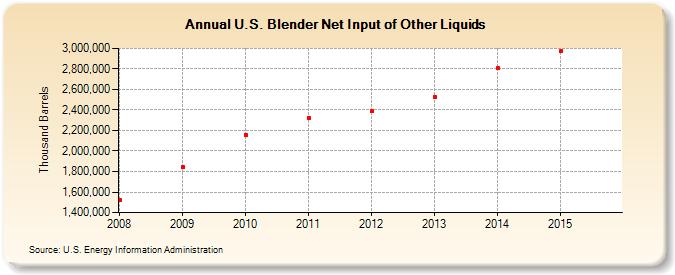 Annual U.S. Blender Net Input of Other Liquids
Thousand Barrels
3,000,000
2,800,000
2,600,000
2,400,000
2,200,000
2,000,000
1,800,000
1,600,000
1,400,000
2008 2009 2010 2011 2012 2013 2014 2015
Source: U.S. Energy Information Administration